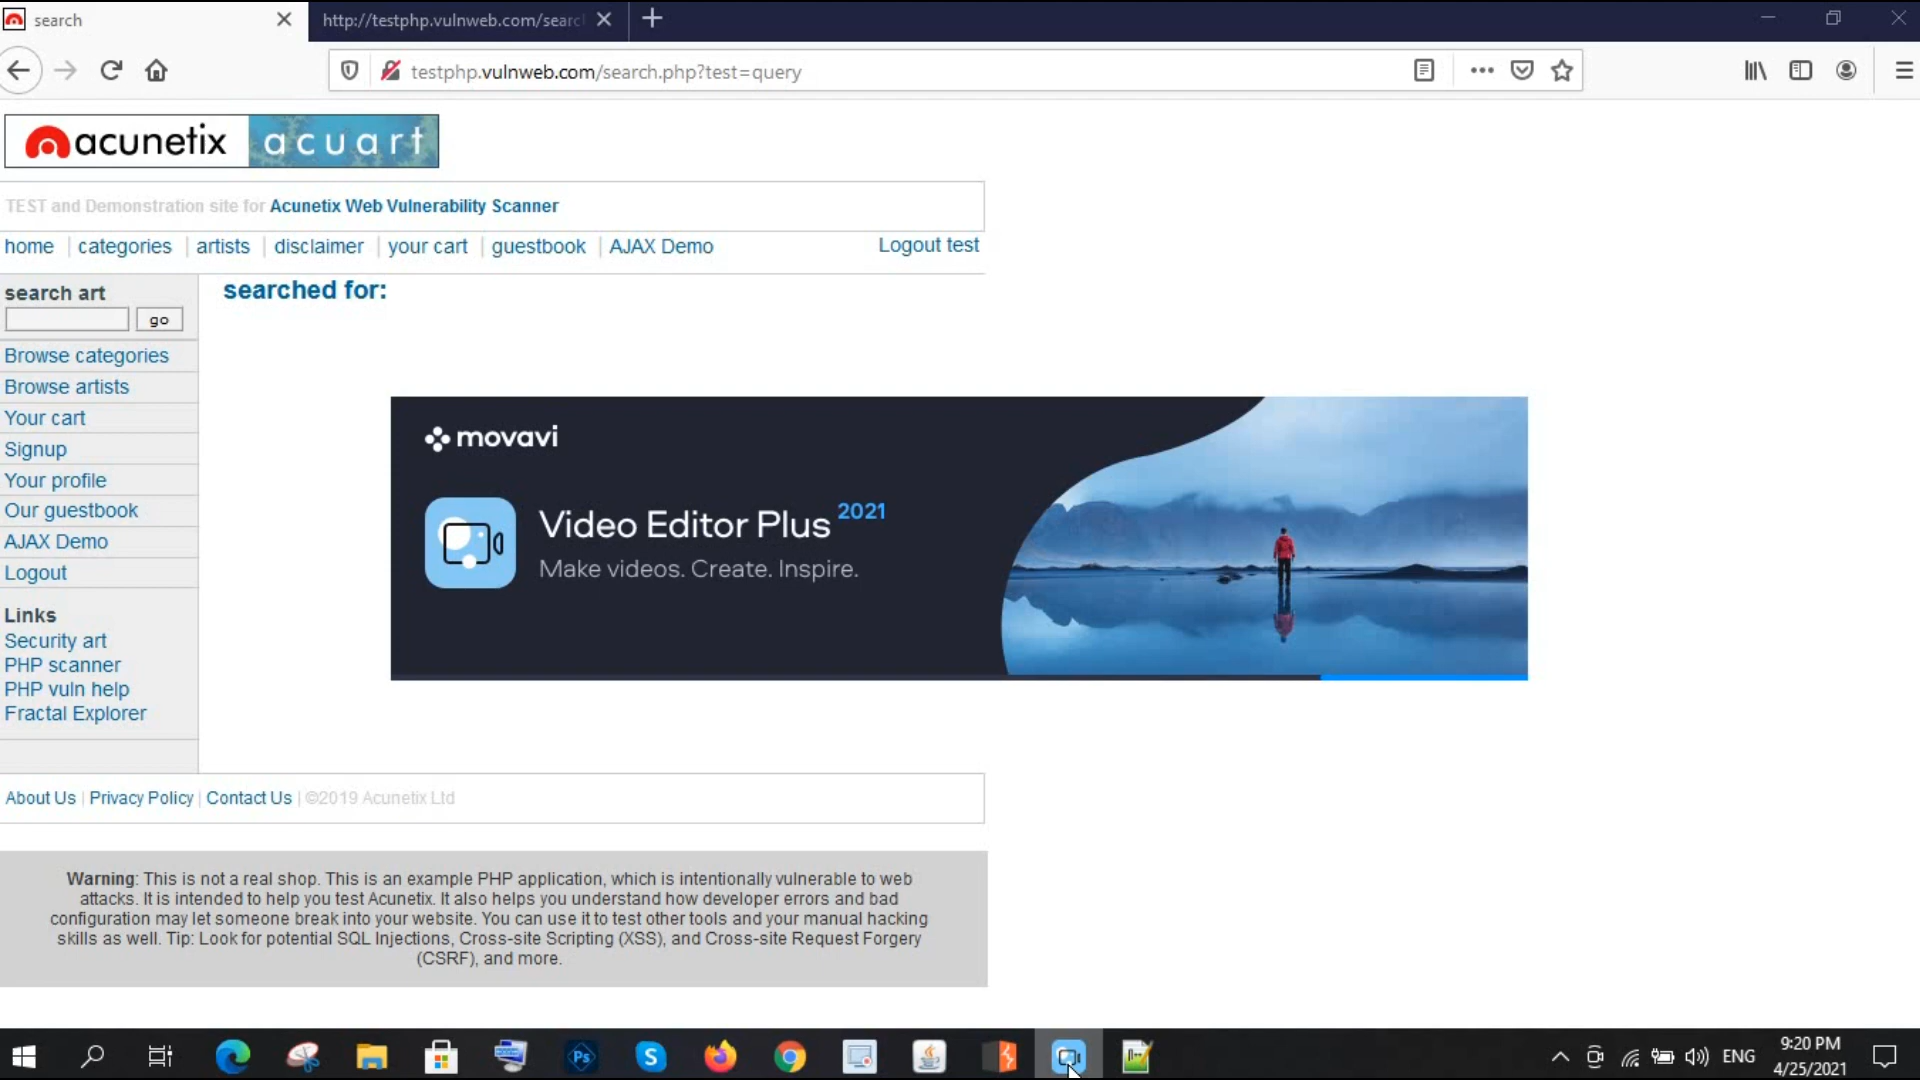 search
http://testphp.vulnweb.com/searc
testphp.vulnweb.com/search.php?test=query
acunetix acuart
TEST and Demonstration site for Acunetix Web Vulnerability Scanner
home categories artists disclaimer your cart guestbook AJAX Demo Logout test
search art
go
Browse categories
Browse artists
Your cart
Signup
Your profile
Our guestbook
AJAX Demo
Logout
Links
Security art
PHP scanner
PHP vuln help
Fractal Explorer
searched for:
movavi
Video Editor Plus 2021
Make videos. Create. Inspire.
About Us | Privacy Policy | Contact Us | ©2019 Acunetix Ltd
Warning: This is not a real shop. This is an example PHP application, which is intentionally vulnerable to web
attacks. It is intended to help you test Acunetix. It also helps you understand how developer errors and bad
configuration may let someone break into your website. You can use it to test other tools and your manual hacking
skills as well. Tip: Look for potential SQL Injections, Cross-site Scripting (XSS), and Cross-site Request Forgery
(CSRF), and more.
Ps
S
ENG
9:20 PM
4/25/2021